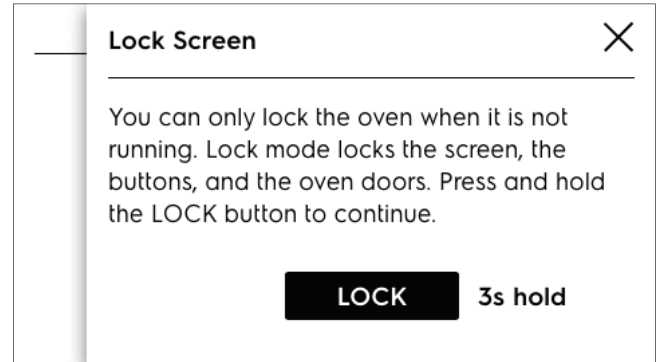 Lock Screen
You can only lock the oven when it is not
running. Lock mode locks the screen, the
buttons, and the oven doors. Press and hold
the LOCK button to continue.
LOCK 3s hold